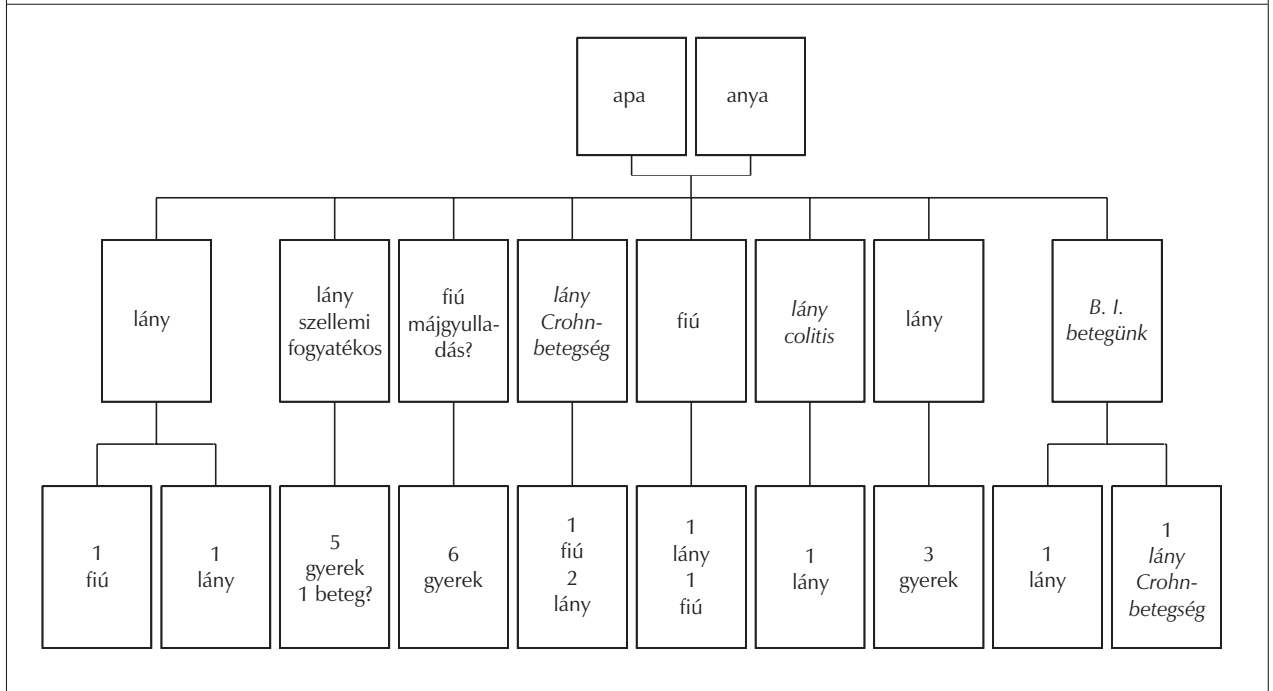 apa
anya
lány
lány
szellemi
fogyatékos
fiú
májgyulla-
dás?
lány
Crohn-
betegség
fiú
lány
colitis
lány
B. I.
betegünk
1
fiú
1
lány
5
gyerek
1 beteg?
6
gyerek
1
fiú
2
lány
1
lány
1
fiú
1
lány
3
gyerek
1
lány
1
lány
Crohn-
betegség